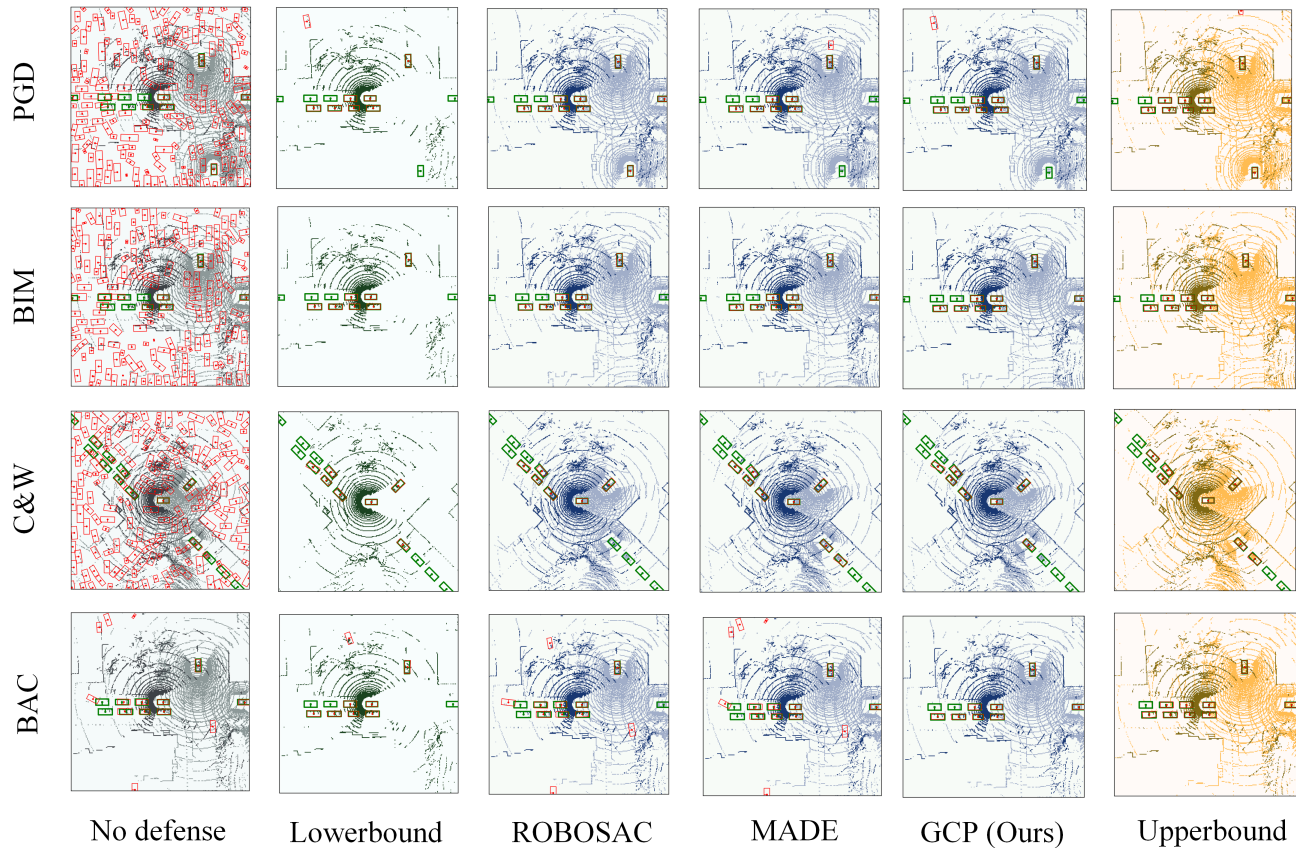 PGD
BIM
C&W
BAC
No defense Lowerbound ROBOSAC MADE GCP (Ours) Upperbound